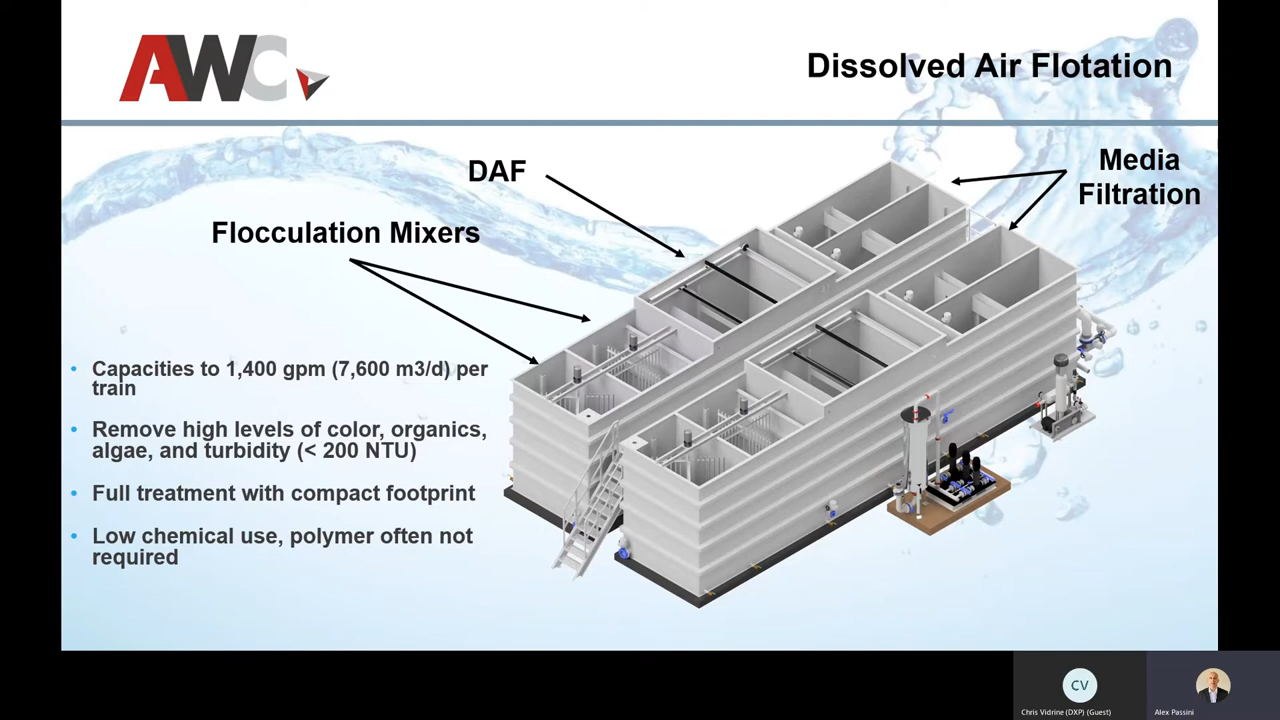 AWC
Dissolved Air Flotation
DAF
Media
Filtration
Flocculation Mixers
• Capacities to 1,400 gpm (7,600 m3/d) per
train
• Remove high levels of color, organics,
algae, and turbidity (< 200 NTU)
• Full treatment with compact footprint
• Low chemical use, polymer often not
required
CV
Chris Vidrine (DXP) (Guest)
Alex Passini